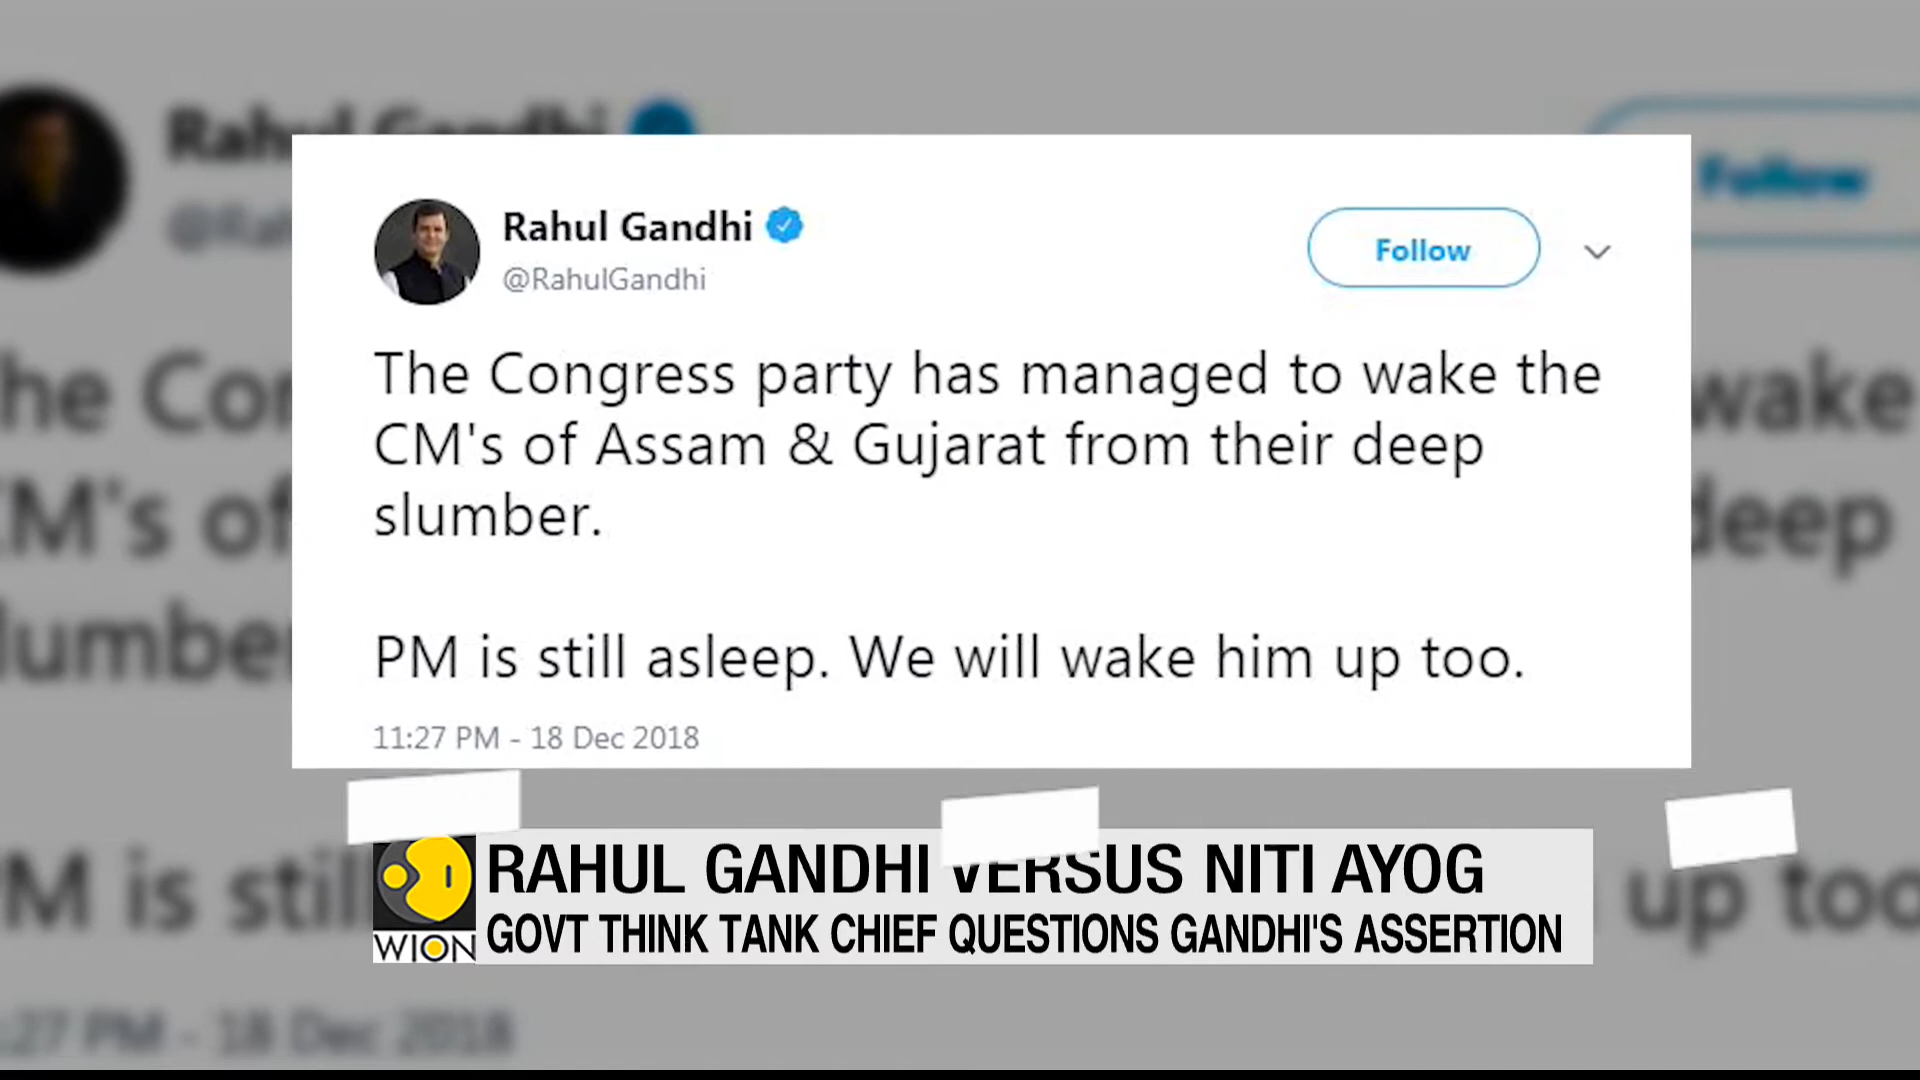 Rahul Gandhi
@RahulGandhi
Follow
The Congress party has managed to wake the
CM's of Assam & Gujarat from their deep
slumber.
PM is still asleep. We will wake him up too.
11:27 PM - 18 Dec 2018
RAHUL GANDHI VERSUS NITI AYOG
GOVT THINK TANK CHIEF QUESTIONS GANDHI'S ASSERTION
WION